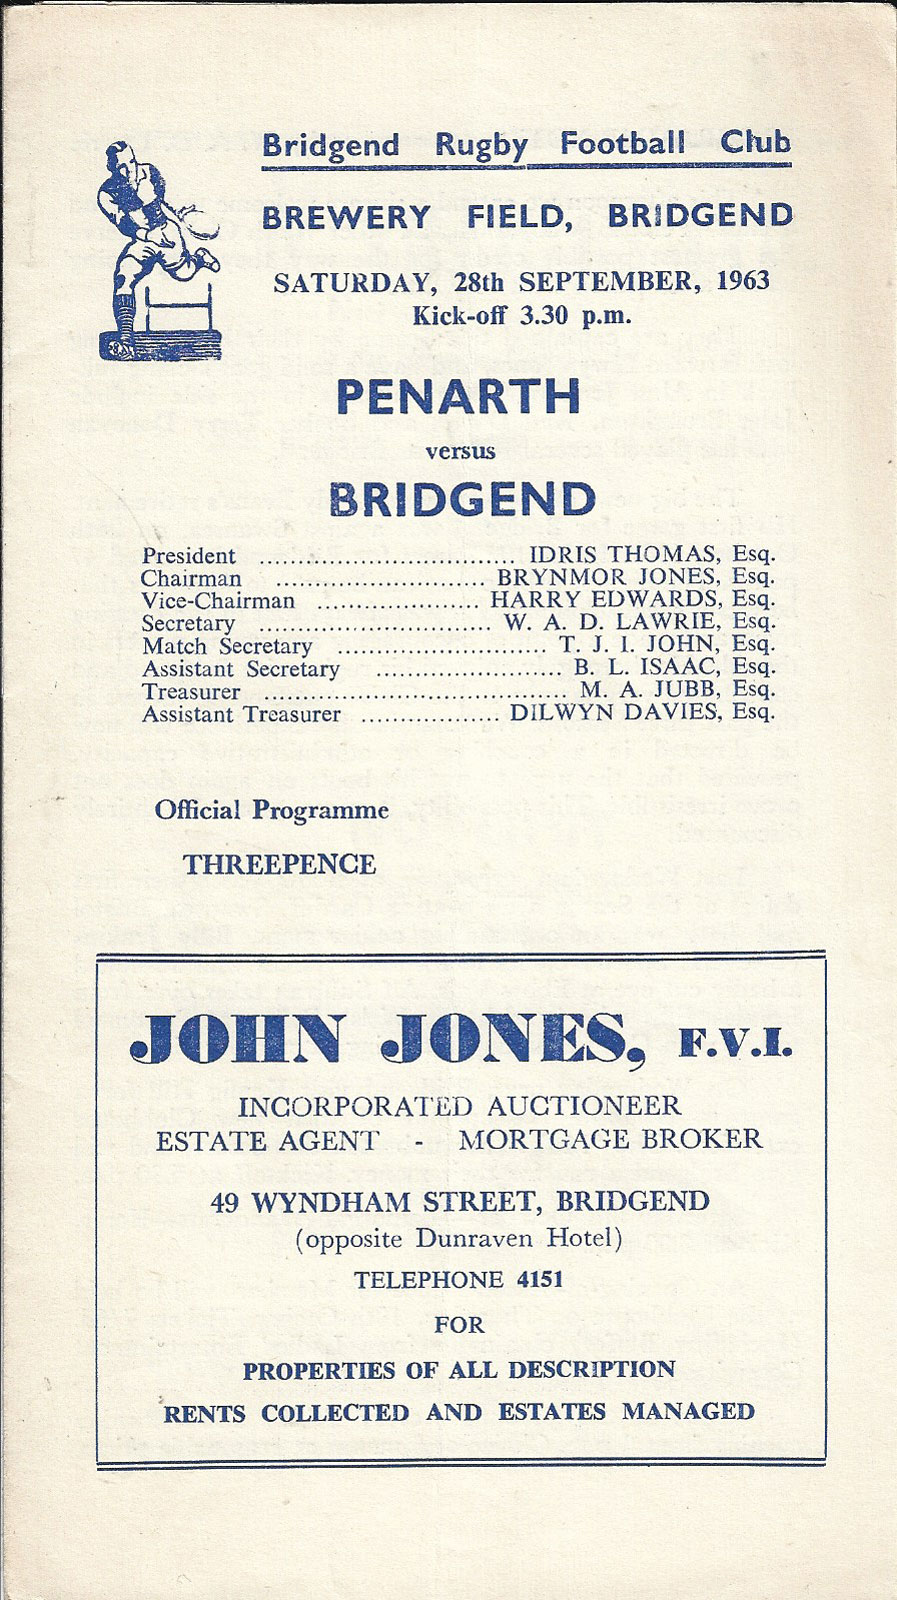 Bridgend Rugby Football Club
BREWERY FIELD, BRIDGEND
SATURDAY, 28th SEPTEMBER, 1963
Kick-off 3.30 p.m.
PENARTH
versus
BRIDGEND
President .................................. IDRIS THOMAS, Esq.
Chairman ........................... BRYNMOR JONES, Esq.
Vice-Chairman ..................... HARRY EDWARDS, Esq.
Secretary .............................. W. A. D. LAWRIE, Esq.
Match Secretary ........................... T. J. I. JOHN, Esq.
Assistant Secretary ........................ B. L. ISAAC, Esq.
Treasurer ....................................... M. A. JUBB, Esq.
Assistant Treasurer .................. DILWYN DAVIES, Esq.
Official Programme
THREEPENCE
JOHN JONES, F.V.I.
INCORPORATED AUCTIONEER
ESTATE AGENT - MORTGAGE BROKER
49 WYNDHAM STREET, BRIDGEND
(opposite Dunraven Hotel)
TELEPHONE 4151
FOR
PROPERTIES OF ALL DESCRIPTION
RENTS COLLECTED AND ESTATES MANAGED